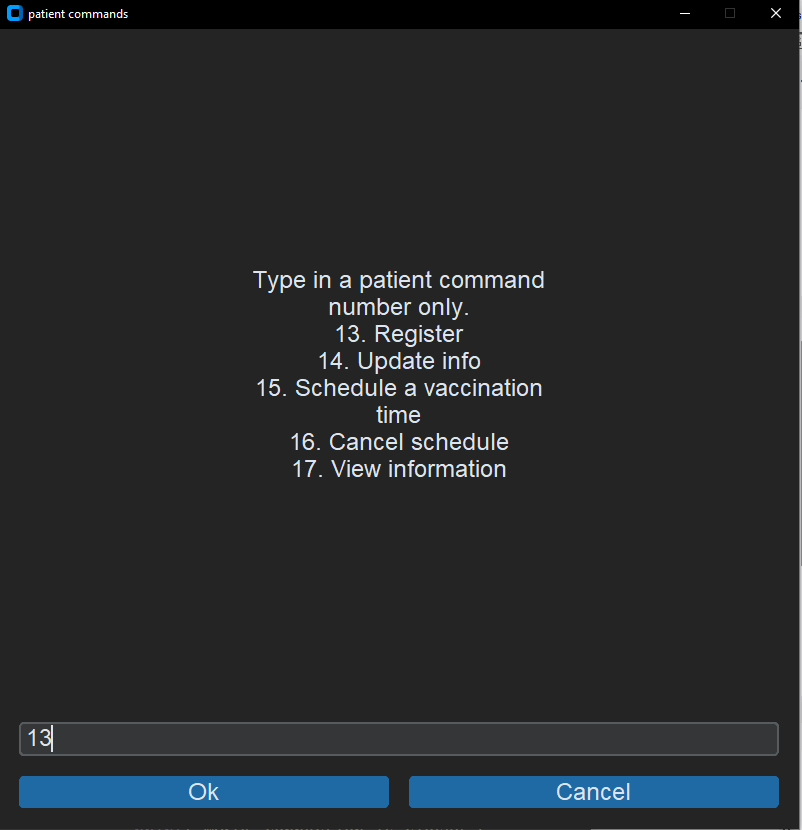 patient commands
Type in a patient command
number only.
13. Register
14. Update info
15. Schedule a vaccination
time
16. Cancel schedule
17. View information
13
Ok Cancel